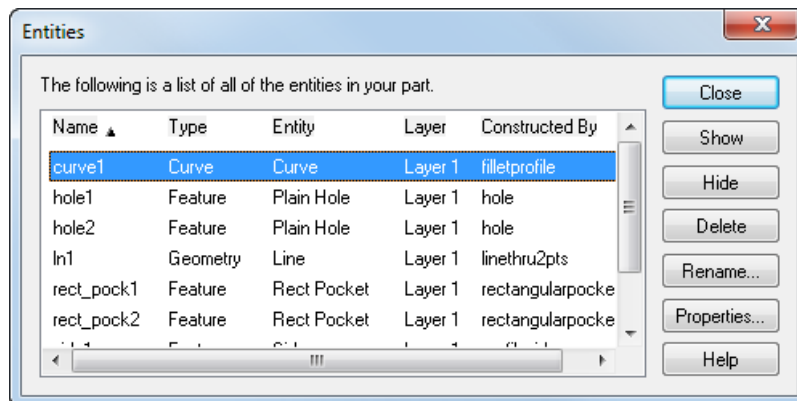 Entities
The following is a list of all of the entities in your part.
Name Type Entity Layer Constructed By
curve1 Curve Curve Layer 1 filletprofile
hole1 Feature Plain Hole Layer 1 hole
hole2 Feature Plain Hole Layer 1 hole
ln1 Geometry Line Layer 1 linethru2pts
rect_pock1 Feature Rect Pocket Layer 1 rectangularpocke
rect_pock2 Feature Rect Pocket Layer 1 rectangularpocke
Close
Show
Hide
Delete
Rename...
Properties...
Help